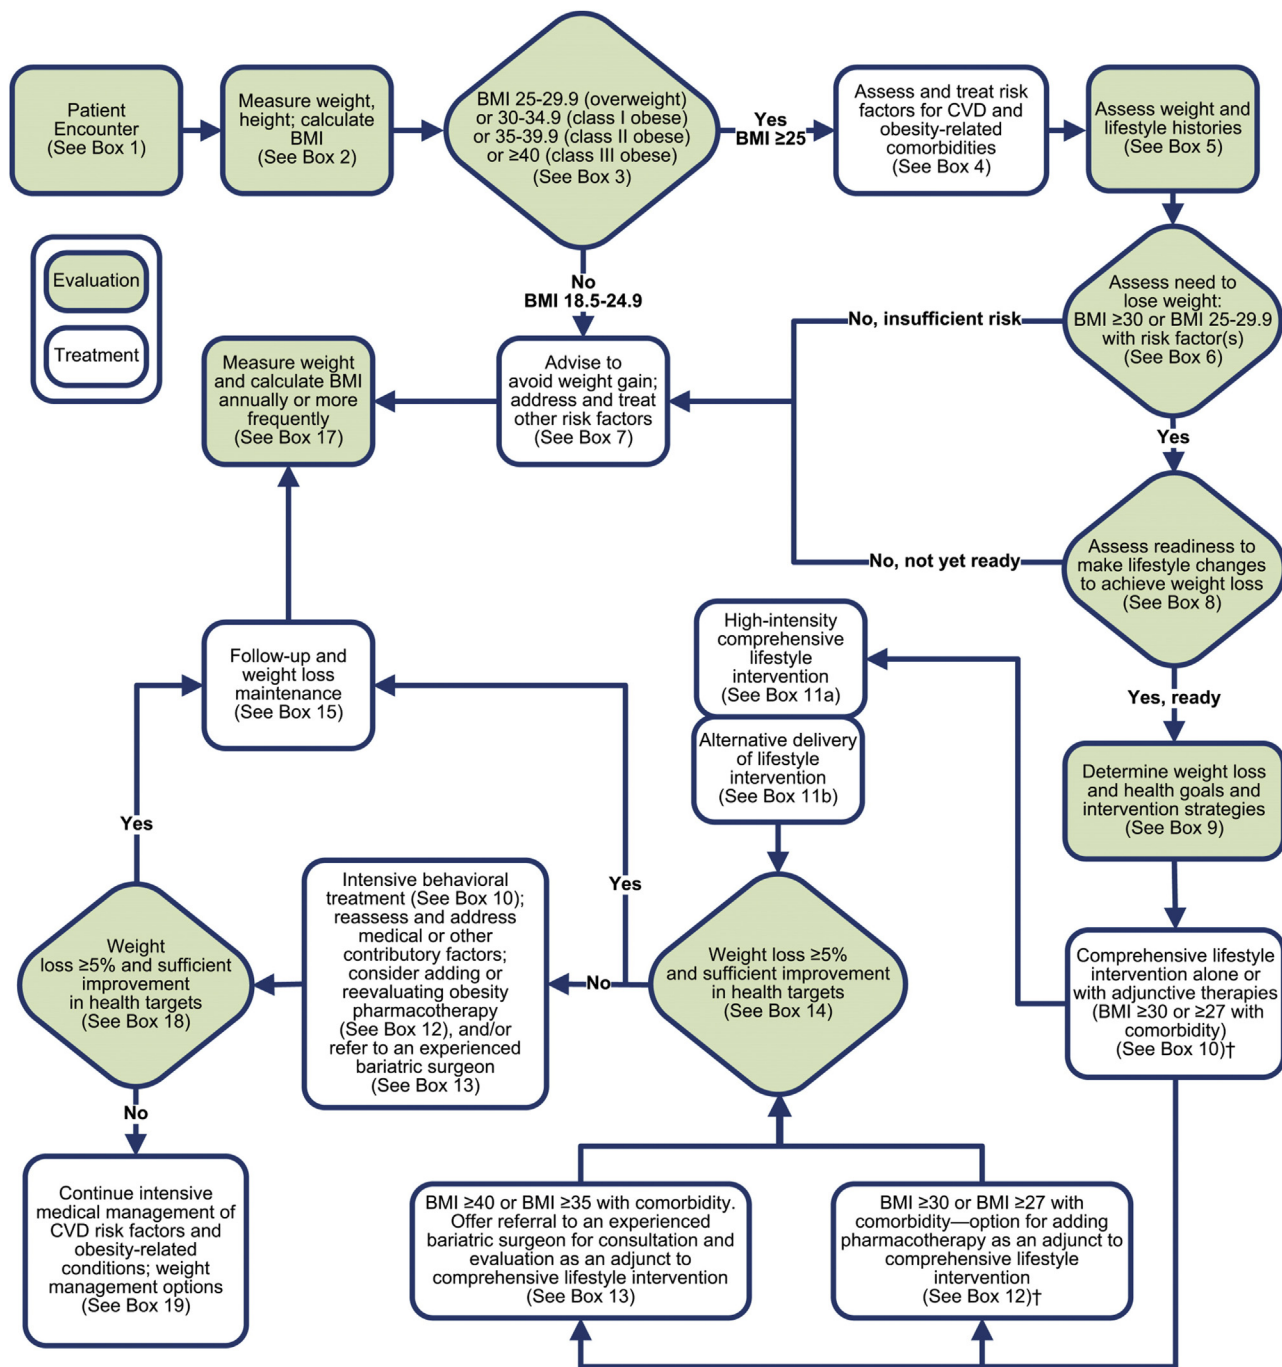 Patient
Encounter
(See Box 1)
Measure weight,
height; calculate
BMI
(See Box 2)
BMI 25-29.9 (overweight)
or 30-34.9 (class I obese)
or 35-39.9 (class II obese)
or ≥40 (class III obese)
(See Box 3)
Yes
BMI ≥25
Assess and treat risk
factors for CVD and
obesity-related
comorbidities
(See Box 4)
Assess weight and
lifestyle histories
(See Box 5)
Evaluation
Treatment
No
BMI 18.5-24.9
Assess need to
lose weight:
BMI ≥30 or BMI 25-29.9
with risk factor(s)
(See Box 6)
No, insufficient risk
Measure weight
and calculate BMI
annually or more
frequently
(See Box 17)
Advise to
avoid weight gain;
address and treat
other risk factors
(See Box 7)
Yes
Assess readiness to
make lifestyle changes
to achieve weight loss
(See Box 8)
No, not yet ready
High-intensity
comprehensive
lifestyle
intervention
(See Box 11a)
Follow-up and
weight loss
maintenance
(See Box 15)
Yes, ready
Alternative delivery
of lifestyle
intervention
(See Box 11b)
Determine weight loss
and health goals and
intervention strategies
(See Box 9)
Yes
Yes
Intensive behavioral
treatment (See Box 10);
reassess and address
medical or other
contributory factors;
consider adding or
reevaluating obesity
pharmacotherapy
(See Box 12), and/or
refer to an experienced
bariatric surgeon
(See Box 13)
Weight
loss ≥5% and sufficient
improvement
in health targets
(See Box 18)
No
Weight loss ≥5%
and sufficient improvement
in health targets
(See Box 14)
Comprehensive lifestyle
intervention alone or
with adjunctive therapies
(BMI ≥30 or ≥27 with
comorbidity)
(See Box 10)†
No
Continue intensive
medical management of
CVD risk factors and
obesity-related
conditions; weight
management options
(See Box 19)
BMI ≥40 or BMI ≥35 with comorbidity.
Offer referral to an experienced
bariatric surgeon for consultation and
evaluation as an adjunct to
comprehensive lifestyle intervention
(See Box 13)
BMI ≥30 or BMI ≥27 with
comorbidity—option for adding
pharmacotherapy as an adjunct to
comprehensive lifestyle
intervention
(See Box 12)†